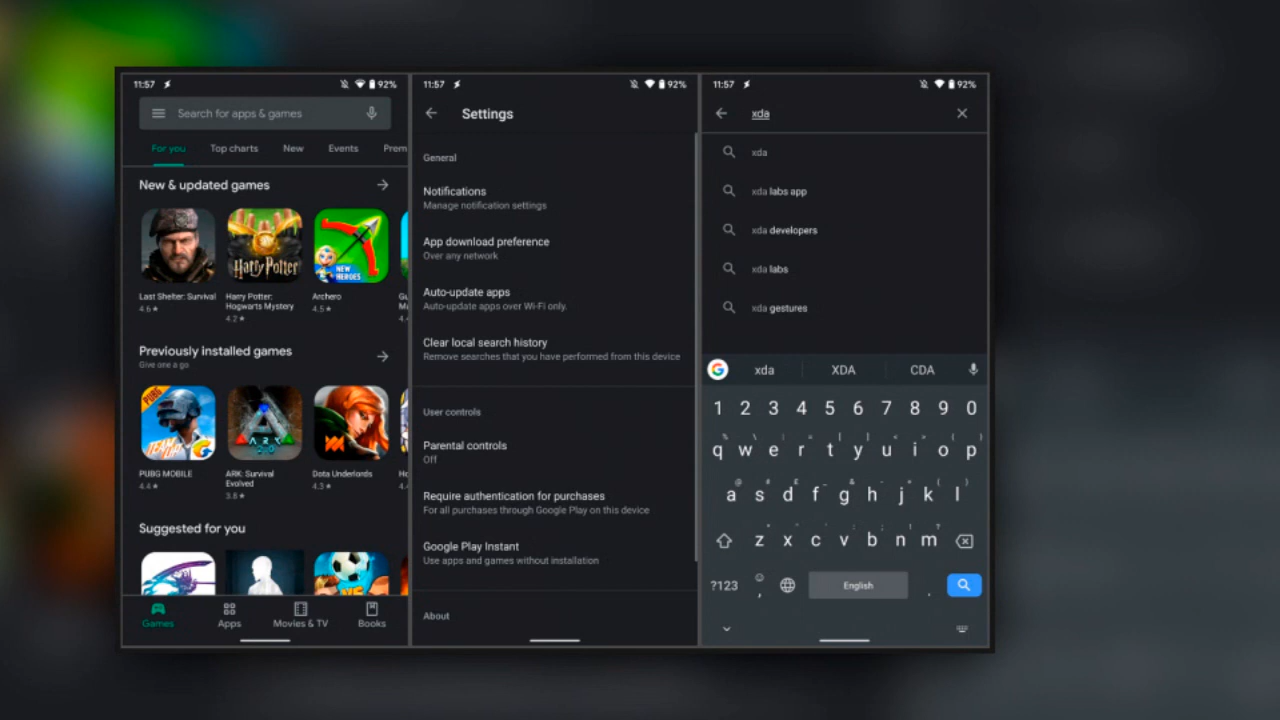 11:57
92%
Search for apps & games
For you
Top charts
New
Events
Prem
New & updated games
NEW
HEROES
Harry Potter
Last Shelter: Survival
4.6★
Harry Potter:
Hogwarts Mystery
4.2★
Archero
4.5★
Previously installed games
Give one a go
PUBG
TEAM UP
ARK
PUBG MOBILE
4.4★
ARK: Survival
Evolved
3.8★
Dota Underlords
4.3★
Suggested for you
Games
Apps
Movies & TV
Books
11:57
92%
Settings
General
Notifications
Manage notification settings
App download preference
Over any network
Auto-update apps
Auto-update apps over Wi-Fi only.
Clear local search history
Remove searches that you have performed from this device
User controls
Parental controls
Off
Require authentication for purchases
For all purchases through Google Play on this device
Google Play Instant
Use apps and games without installation
About
11:57
92%
xda
xda
xda labs app
xda developers
xda labs
xda gestures
G
xda
XDA
CDA
1 2 3 4 5 6 7 8 9 0
q w e r t y u i o p
a s d f g h j k l
z x c v b n m
?123
,
English
.